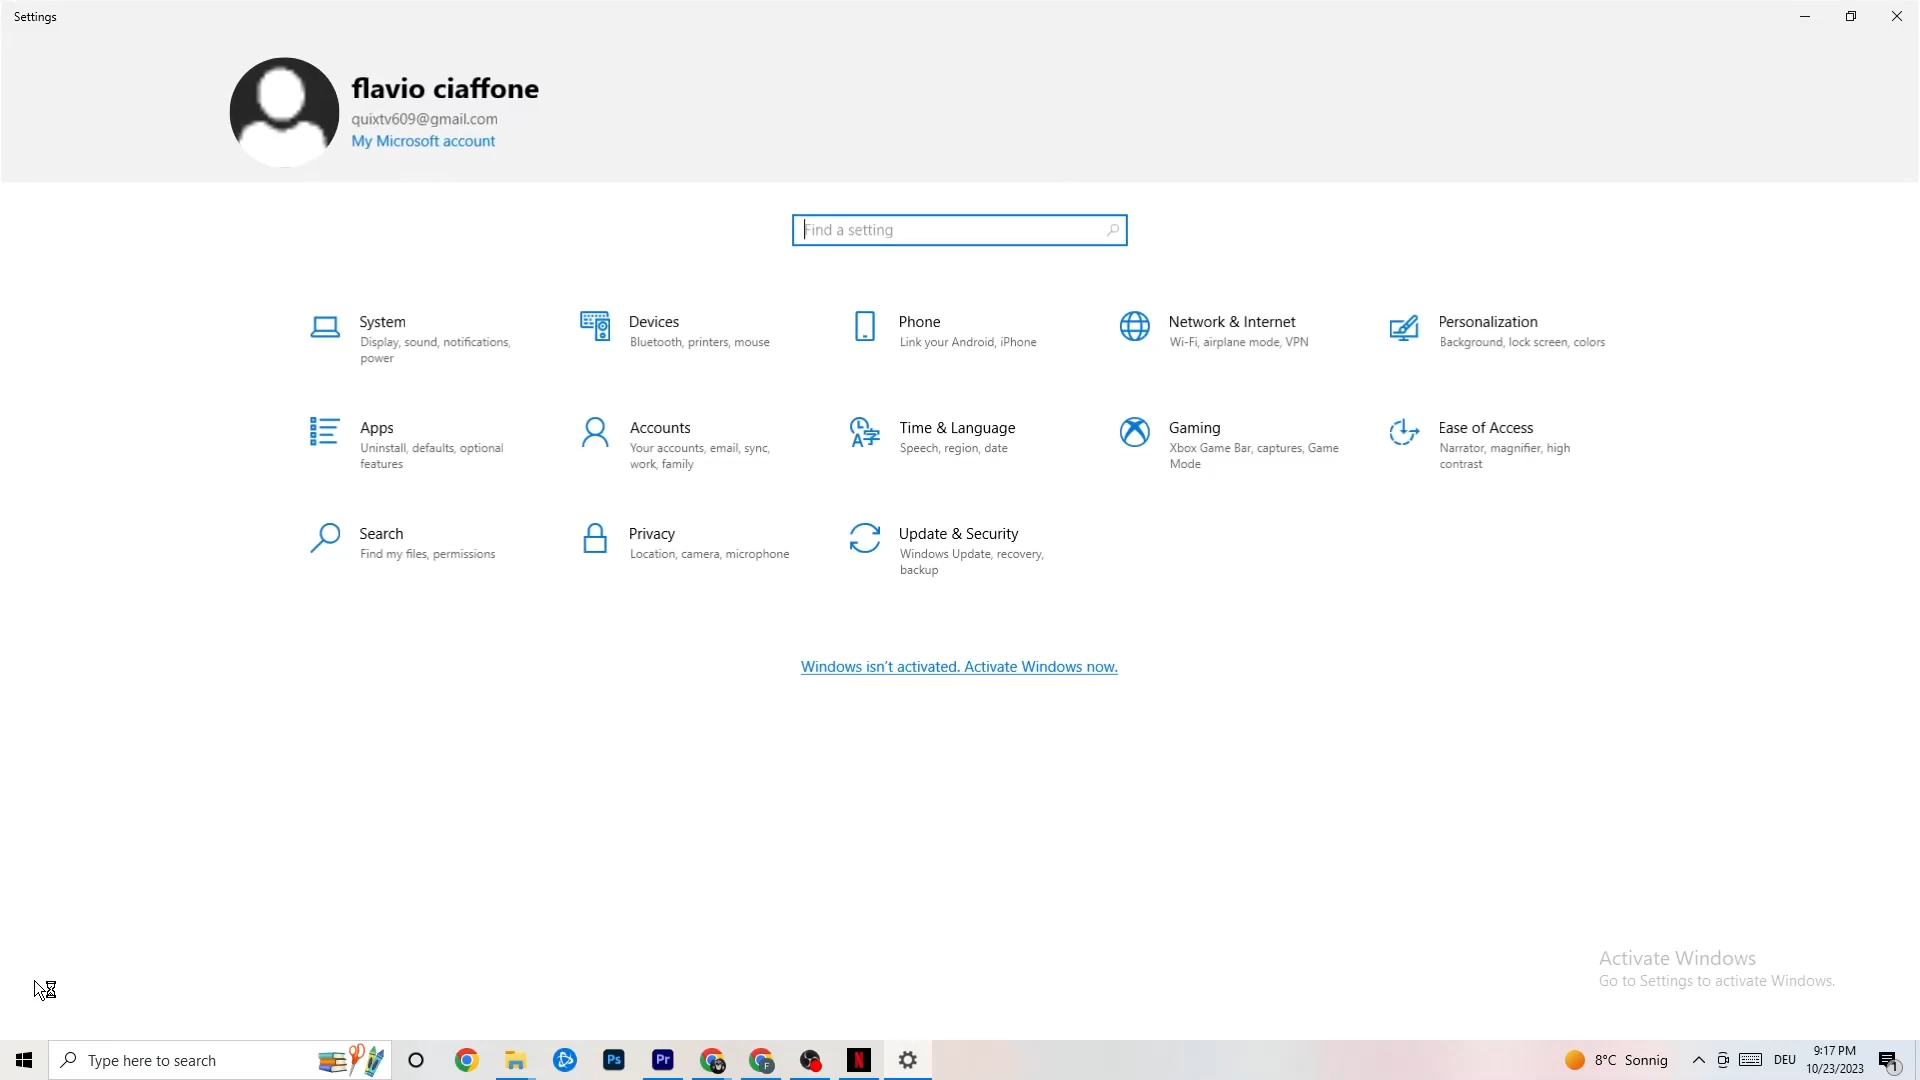 Settings
flavio ciaffone
quixtv609@gmail.com
My Microsoft account
Find a setting
System
Display, sound, notifications,
power
Devices
Bluetooth, printers, mouse
Phone
Link your Android, iPhone
Network & Internet
Wi-Fi, airplane mode, VPN
Personalization
Background, lock screen, colors
Apps
Uninstall, defaults, optional
features
Accounts
Your accounts, email, sync,
work, family
Time & Language
Speech, region, date
Gaming
Xbox Game Bar, captures, Game
Mode
Ease of Access
Narrator, magnifier, high
contrast
Search
Find my files, permissions
Privacy
Location, camera, microphone
Update & Security
Windows Update, recovery,
backup
Windows isn't activated. Activate Windows now.
Activate Windows
Go to Settings to activate Windows.
Type here to search
Ps
Pr
F
N
8°C Sonnig
DEU
9:17 PM
10/23/2023
1